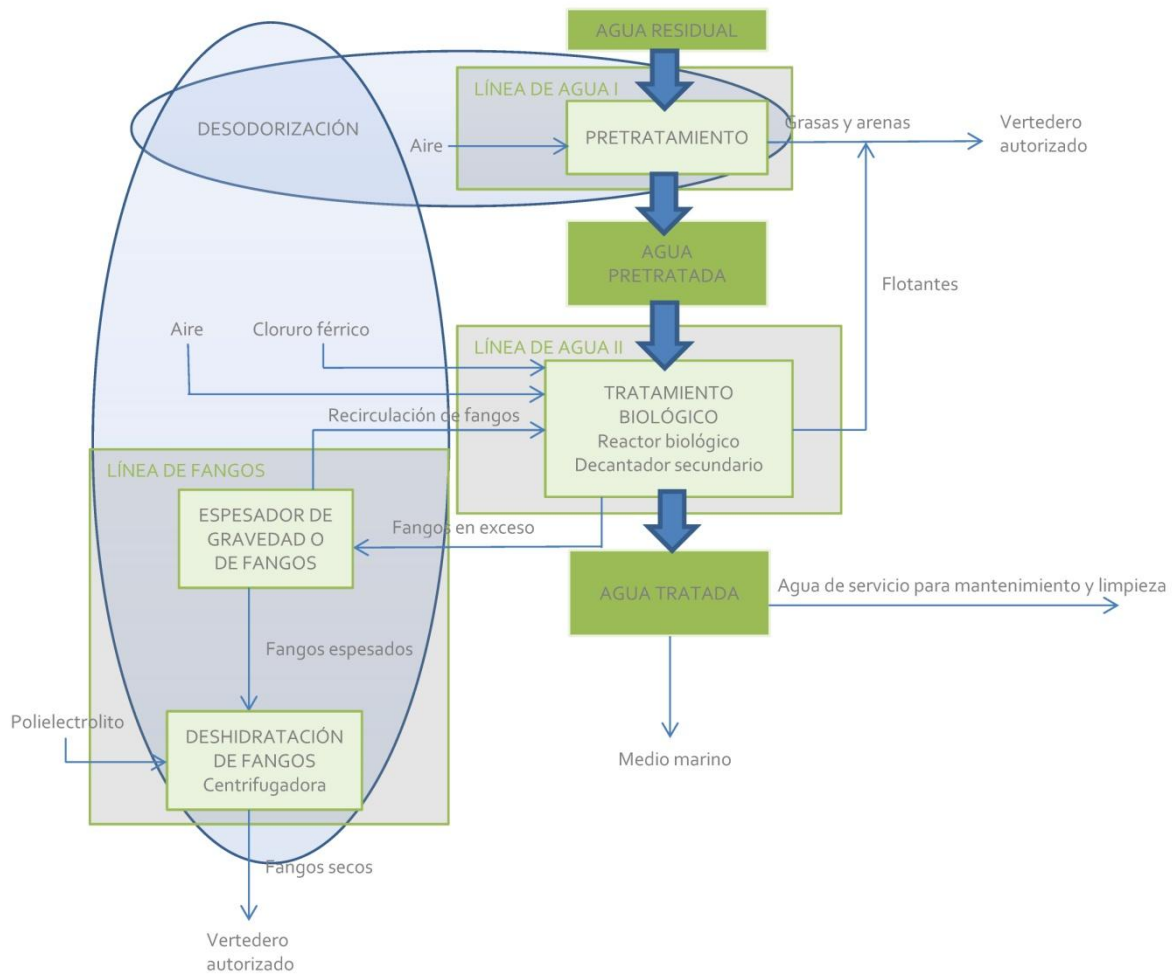 AGUA RESIDUAL
LÍNEA DE AGUA I
DESODORIZACIÓN
Aire
PRETRATAMIENTO
Grasas y arenas
Vertedero
autorizado
AGUA
PRETRATADA
Flotantes
Aire
Cloruro férrico
LÍNEA DE AGUA II
TRATAMIENTO
BIOLÓGICO
Reactor biológico
Decantador secundario
Recirculación de fangos
LÍNEA DE FANGOS
ESPESADOR DE
GRAVEDAD O
DE FANGOS
Fangos en exceso
AGUA TRATADA
Agua de servicio para mantenimiento y limpieza
Fangos espesados
Polielectrolito
DESHIDRATACIÓN
DE FANGOS
Centrifugadora
Medio marino
Fangos secos
Vertedero
autorizado